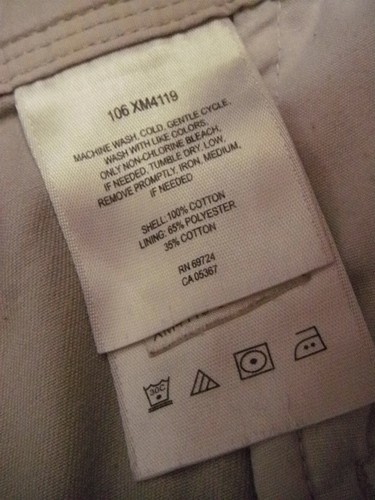 106 XM4119
MACHINE WASH, COLD, GENTLE CYCLE.
WASH WITH LIKE COLORS.
ONLY NON-CHLORINE BLEACH,
IF NEEDED, TUMBLE DRY, LOW.
REMOVE PROMPTLY, IRON, MEDIUM,
IF NEEDED
SHELL: 100% COTTON
LINING: 65% POLYESTER
35% COTTON
RN 69724
CA 05367
30C